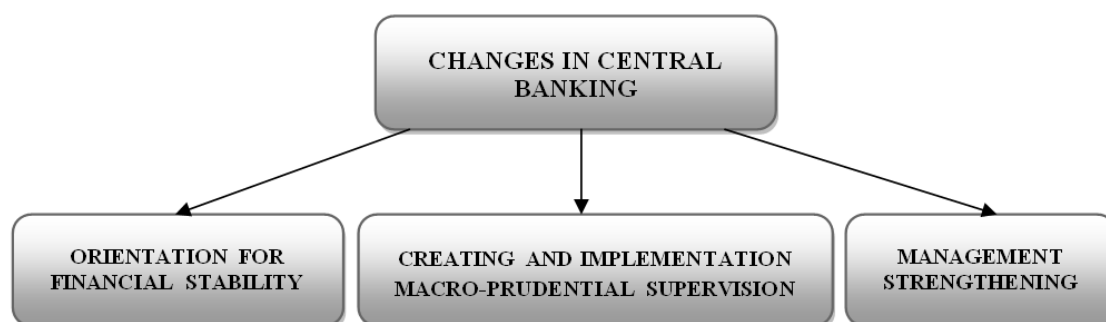 CHANGES IN CENTRAL
BANKING
ORIENTATION FOR
FINANCIAL STABILITY
CREATING AND IMPLEMENTATION
MACRO-PRUDENTIAL SUPERVISION
MANAGEMENT
STRENGTHENING